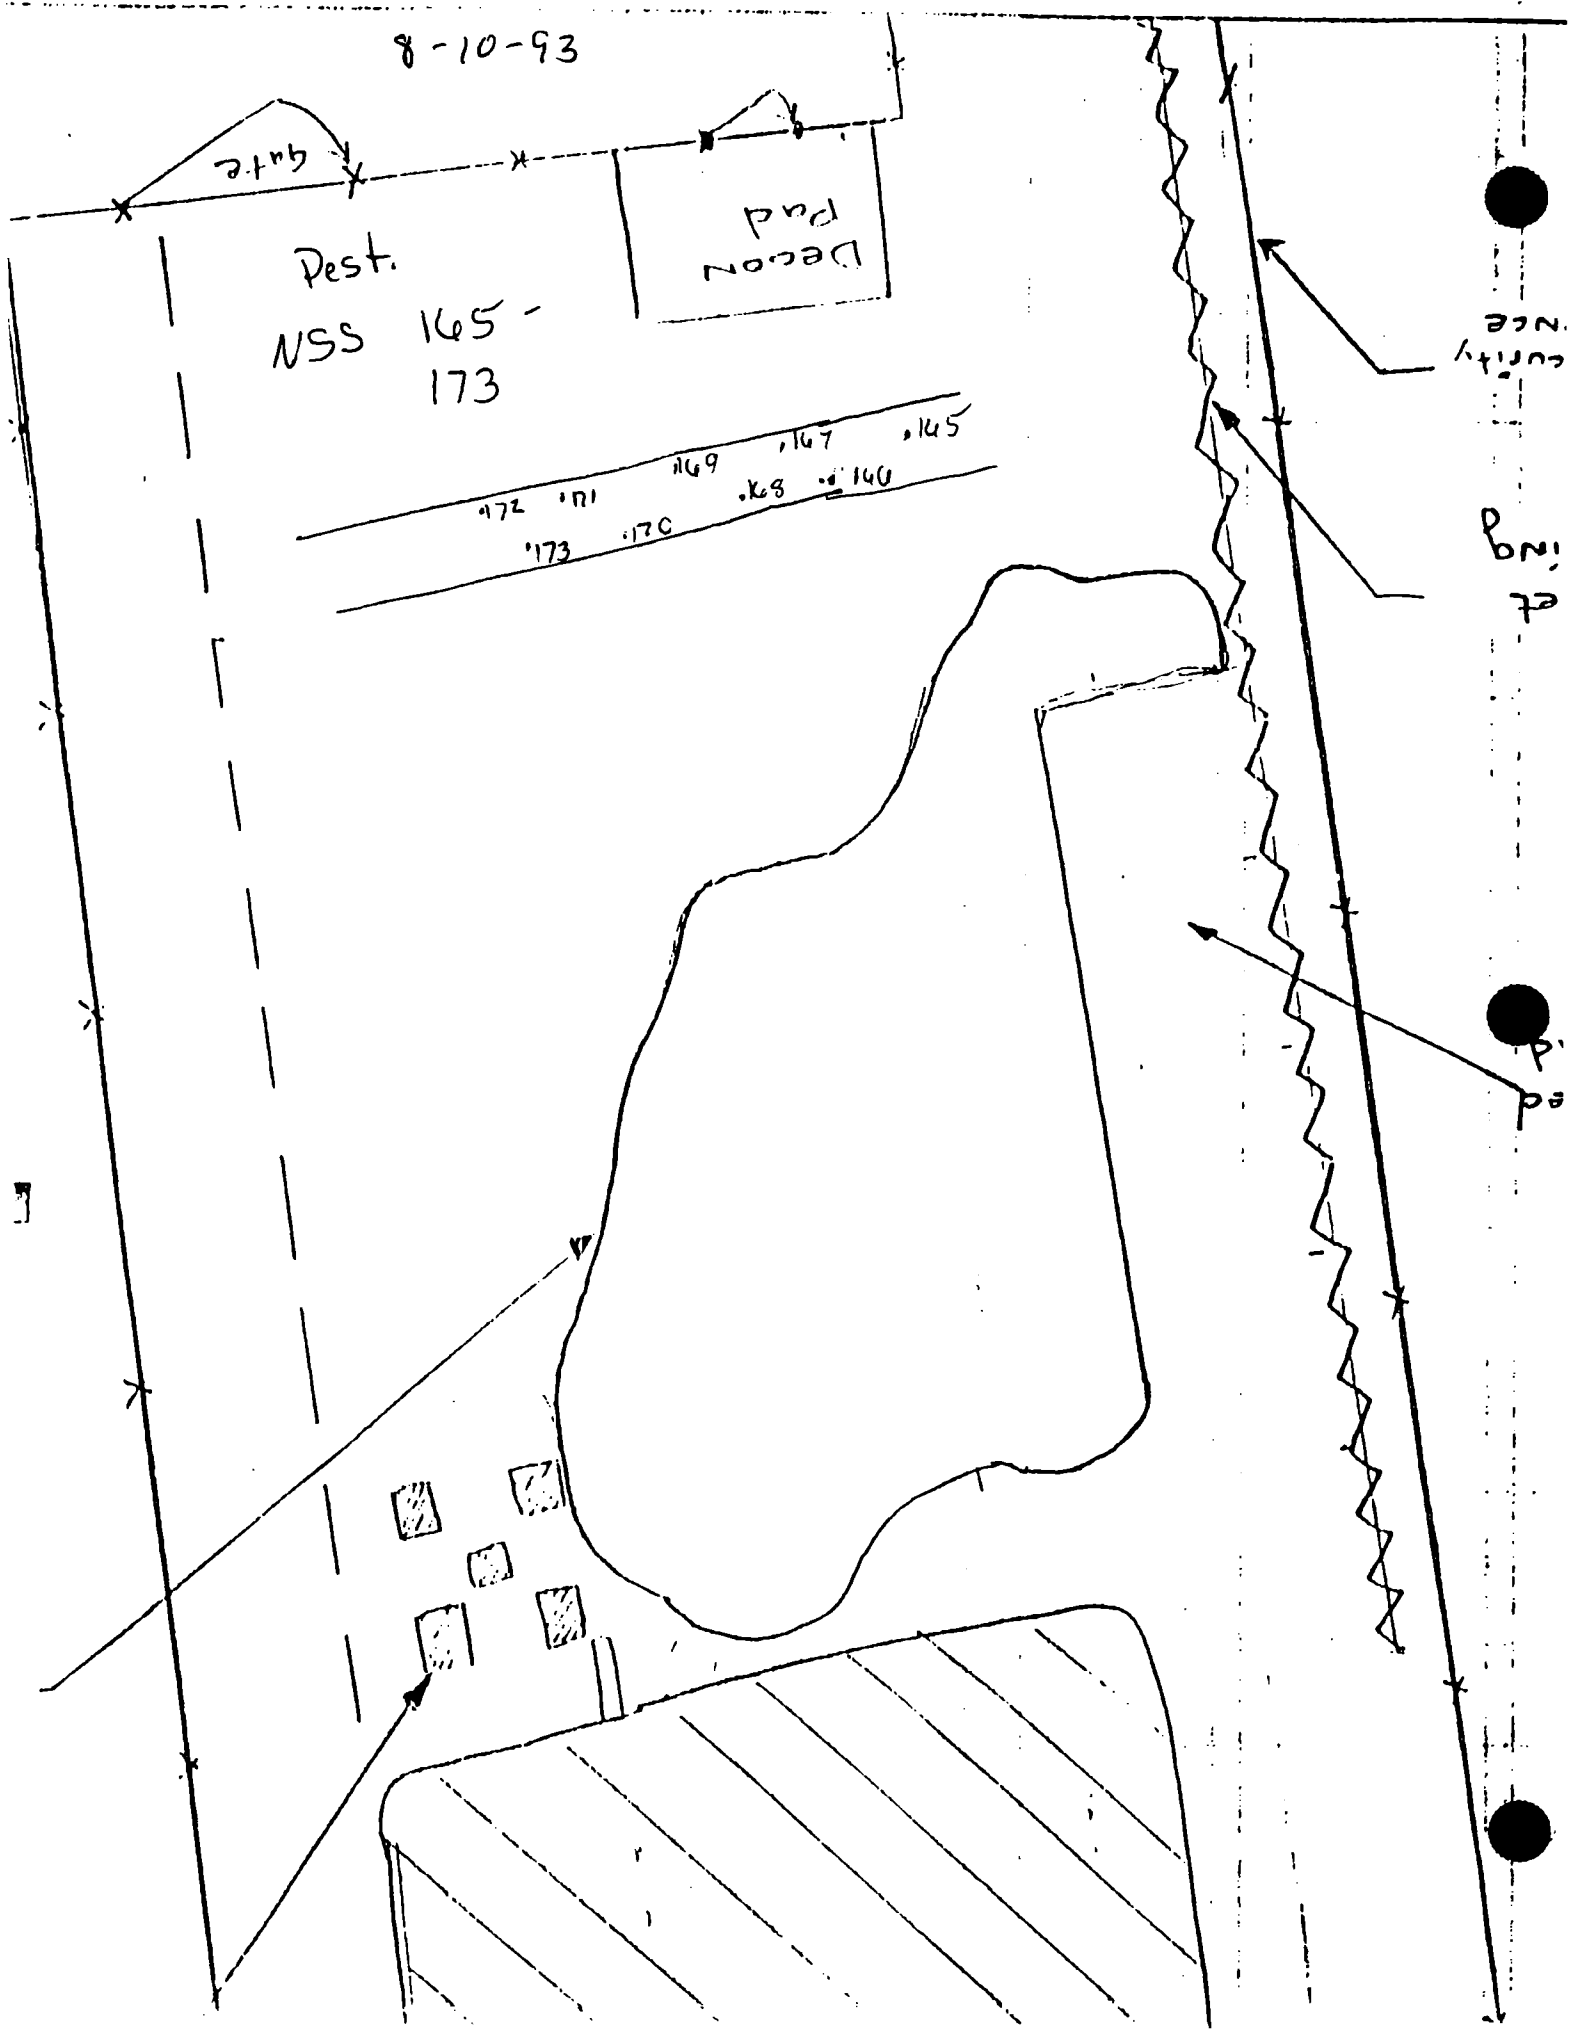 8-10-93
gate
Decon
Pad
Pest.
NSS 165-
173
.165
.167
169
.171
.172
.166
.168
.170
.173